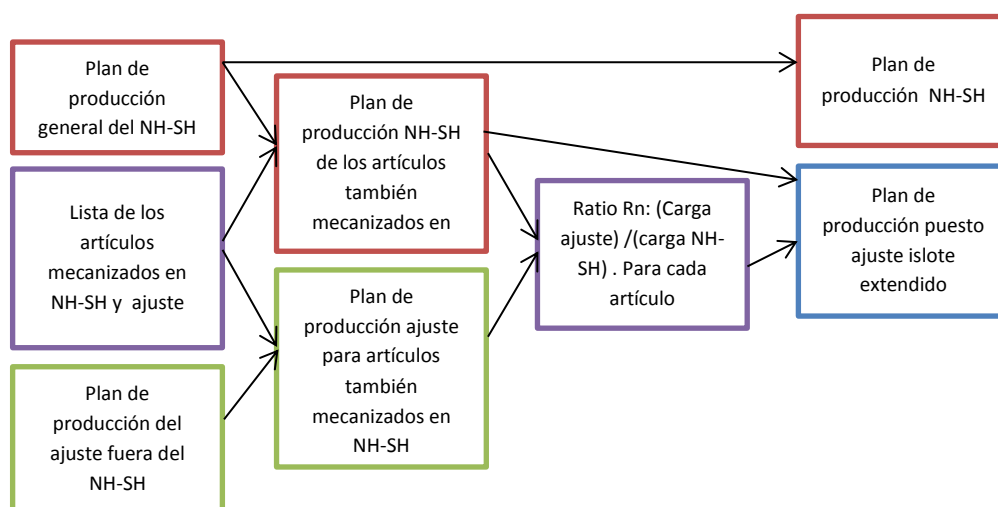 Plan de
producción
general del NH-SH
Lista de los
artículos
mecanizados en
NH-SH y ajuste
Plan de
producción del
ajuste fuera del
NH-SH
Plan de
producción NH-SH
de los artículos
también
mecanizados en
Plan de
producción ajuste
para artículos
también
mecanizados en
NH-SH
Ratio Rn: (Carga
ajuste) /(carga NH-
SH) . Para cada
artículo
Plan de
producción NH-SH
Plan de
producción puesto
ajuste islote
extendido